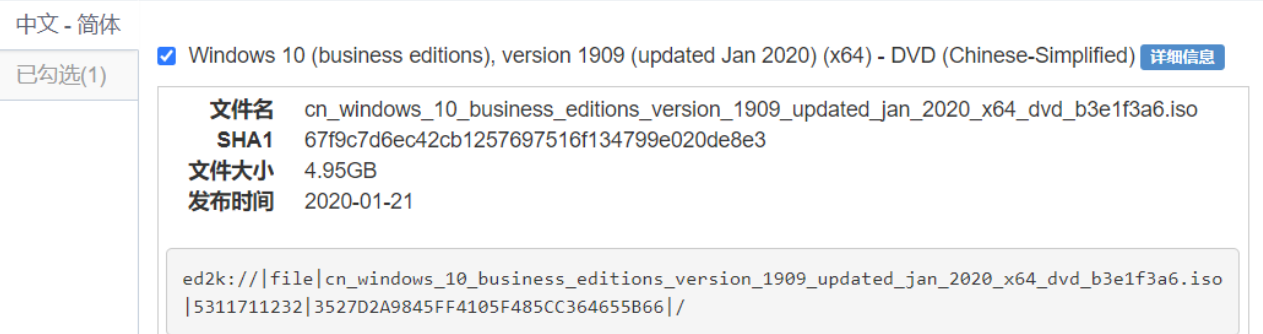 中文 - 简体
已勾选(1)
Windows 10 (business editions), version 1909 (updated Jan 2020) (x64) - DVD (Chinese-Simplified) 详细信息
文件名 cn_windows_10_business_editions_version_1909_updated_jan_2020_x64_dvd_b3e1f3a6.iso
SHA1 67f9c7d6ec42cb1257697516f134799e020de8e3
文件大小 4.95GB
发布时间 2020-01-21
ed2k://|file|cn_windows_10_business_editions_version_1909_updated_jan_2020_x64_dvd_b3e1f3a6.iso
|5311711232|3527D2A9845FF4105F485CC364655B66|/